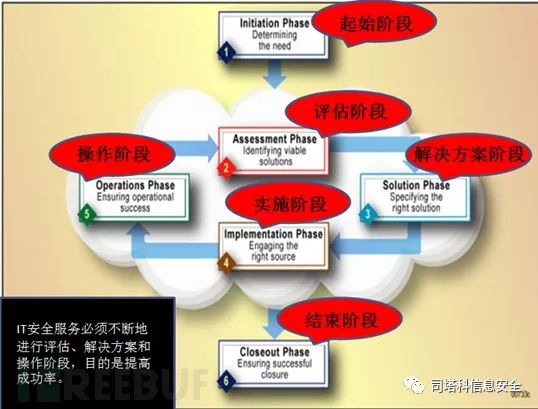 Initiation Phase
Determining
the need
1
起始阶段
评估阶段
Assessment Phase
Identifying viable
solutions
2
操作阶段
解决方案阶段
Operations Phase
Ensuring operational
success
5
Solution Phase
Specifying the
right solution
3
实施阶段
Implementation Phase
Engaging the
right source
4
结束阶段
Closeout Phase
Ensuring successful
closure
6
IT安全服务必须不断地
进行评估、解决方案和
操作阶段,目的是提高
成功率。
REEBUF
司塔科信息安全
00733c